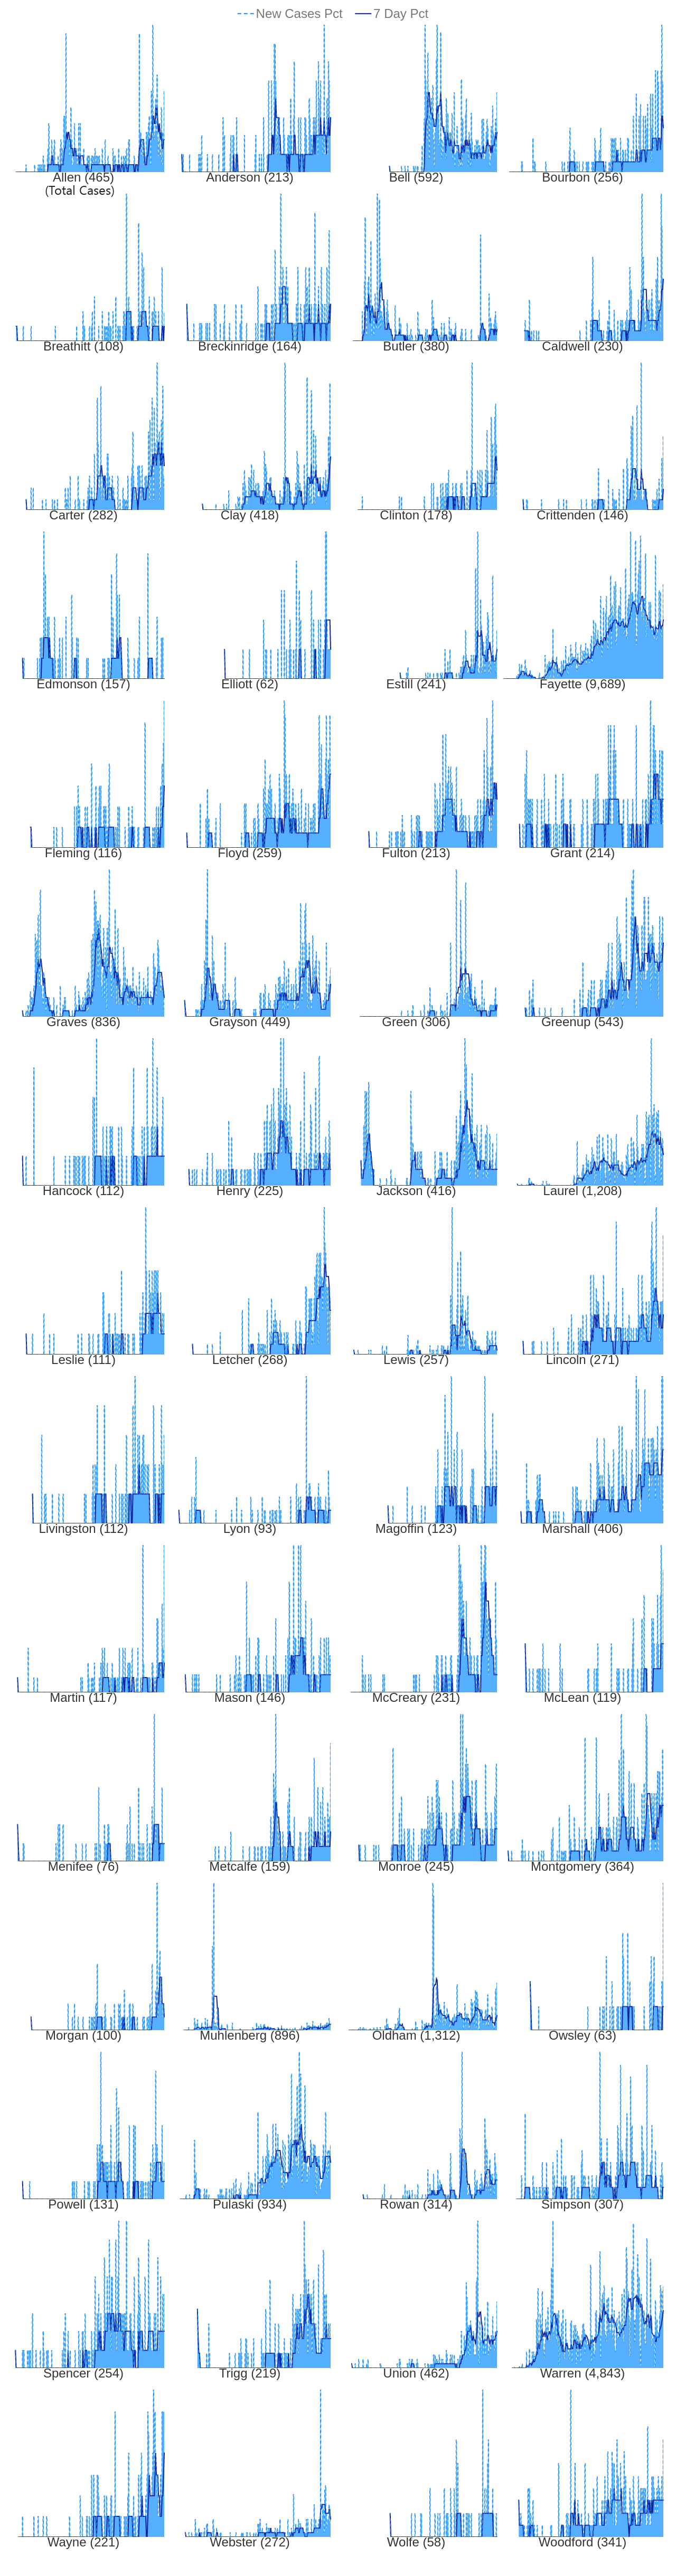 New Cases Pct 7 Day Pct
Allen (465) Anderson (213) Bell (592) Bourbon (256)
(Total Cases)
Breathitt (108) Breckinridge (164) Butler (380) Caldwell (230)
Carter (282) Clay (418) Clinton (178) Crittenden (146)
Edmonson (157) Elliott (62) Estill (241) Fayette (9,689)
Fleming (116) Floyd (259) Fulton (213) Grant (214)
Graves (836) Grayson (449) Green (306) Greenup (543)
Hancock (112) Henry (225) Jackson (416) Laurel (1,208)
Leslie (111) Letcher (268) Lewis (257) Lincoln (271)
Livingston (112) Lyon (93) Magoffin (123) Marshall (406)
Martin (117) Mason (146) McCreary (231) McLean (119)
Menifee (76) Metcalfe (159) Monroe (245) Montgomery (364)
Morgan (100) Muhlenberg (896) Oldham (1,312) Owsley (63)
Powell (131) Pulaski (934) Rowan (314) Simpson (307)
Spencer (254) Trigg (219) Union (462) Warren (4,843)
Wayne (221) Webster (272) Wolfe (58) Woodford (341)